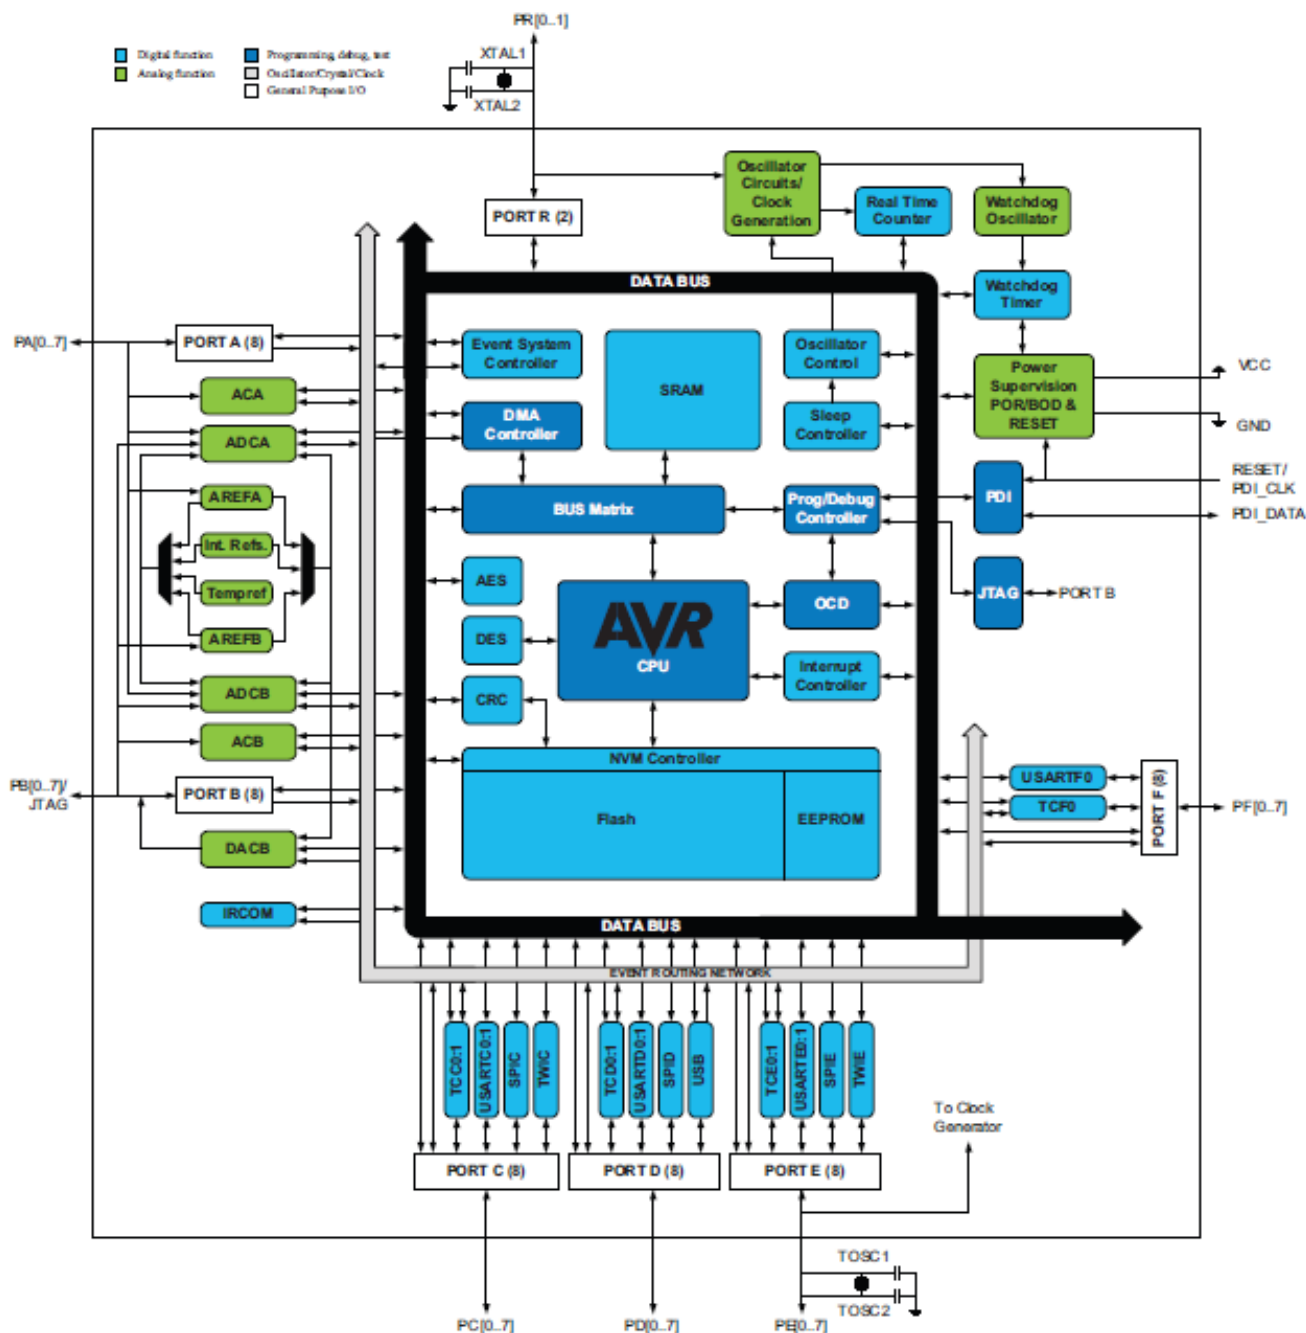 PR[0..1]
XTAL1
XTAL2
Digital function
Analog function
Programming, debug, test
Oscillator/Crystal/Clock
General Purpose I/O
Oscillator
Circuits/
Clock
Generation
Real Time
Counter
Watchdog
Oscillator
PORT R (2)
DATA BUS
Watchdog
Timer
PA[0..7]
PORT A (8)
Event System
Controller
SRAM
Oscillator
Control
Power
Supervision
POR/BOD &
RESET
VCC
GND
ACA
DMA
Controller
Sleep
Controller
ADCA
RESET/
PDI_CLK
PDI_DATA
AREFA
BUS Matrix
Prog/Debug
Controller
PDI
Int. Refs.
Tempref
AREFB
AES
AVR
CPU
OCD
JTAG
PORT B
DES
Interrupt
Controller
ADCB
CRC
ACB
NVM Controller
Flash
EEPROM
USARTF0
TCF0
PORT F (8)
PF[0..7]
PB[0..7]/
JTAG
PORT B (8)
DACB
IRCOM
DATA BUS
EVENT ROUTING NETWORK
TCC0:1
USARTC0:1
SPIC
TWIC
TCD0:1
USARTD0:1
SPID
USB
TCE0:1
USARTE0:1
SPIE
TWIE
To Clock
Generator
PORT C (8)
PORT D (8)
PORT E (8)
TOSC1
TOSC2
PC[0..7]
PD[0..7]
PE[0..7]